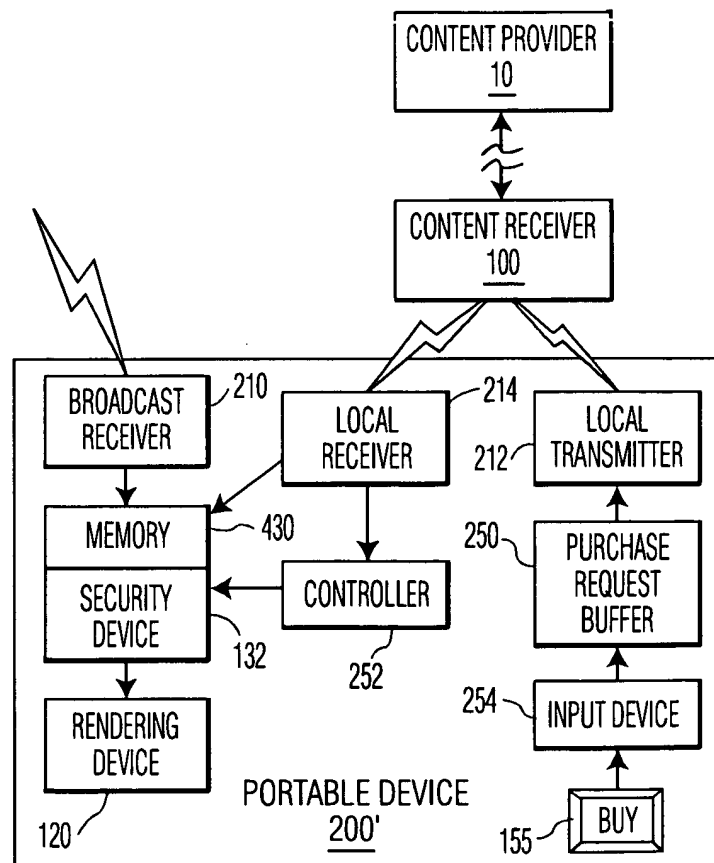 CONTENT PROVIDER
10
CONTENT RECEIVER
100
BROADCAST
RECEIVER
210
LOCAL
RECEIVER
214
LOCAL
TRANSMITTER
212
MEMORY
430
SECURITY
DEVICE
132
CONTROLLER
252
PURCHASE
REQUEST
BUFFER
250
RENDERING
DEVICE
120
INPUT DEVICE
254
PORTABLE DEVICE
200'
BUY
155